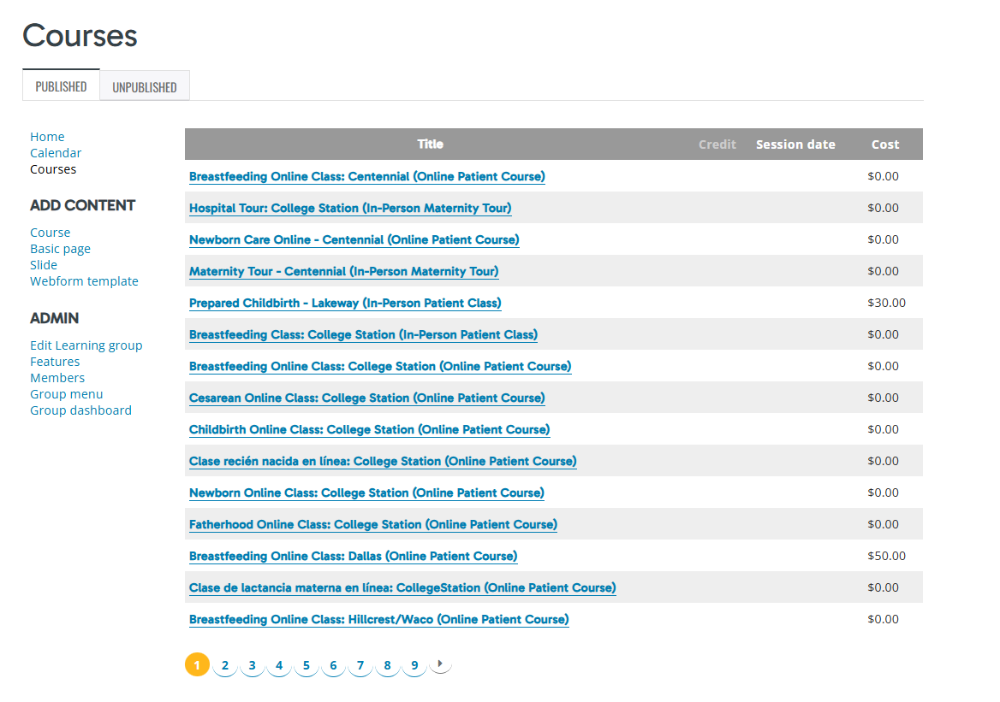 Courses
PUBLISHED UNPUBLISHED
Home
Calendar
Courses
ADD CONTENT
Course
Basic page
Slide
Webform template
ADMIN
Edit Learning group
Features
Members
Group menu
Group dashboard
Title Credit Session date Cost
Breastfeeding Online Class: Centennial (Online Patient Course) $0.00
Hospital Tour: College Station (In-Person Maternity Tour) $0.00
Newborn Care Online - Centennial (Online Patient Course) $0.00
Maternity Tour - Centennial (In-Person Maternity Tour) $0.00
Prepared Childbirth - Lakeway (In-Person Patient Class) $30.00
Breastfeeding Class: College Station (In-Person Patient Class) $0.00
Breastfeeding Online Class: College Station (Online Patient Course) $0.00
Cesarean Online Class: College Station (Online Patient Course) $0.00
Childbirth Online Class: College Station (Online Patient Course) $0.00
Clase recién nacida en línea: College Station (Online Patient Course) $0.00
Newborn Online Class: College Station (Online Patient Course) $0.00
Fatherhood Online Class: College Station (Online Patient Course) $0.00
Breastfeeding Online Class: Dallas (Online Patient Course) $50.00
Clase de lactancia materna en línea: CollegeStation (Online Patient Course) $0.00
Breastfeeding Online Class: Hillcrest/Waco (Online Patient Course) $0.00
1 2 3 4 5 6 7 8 9